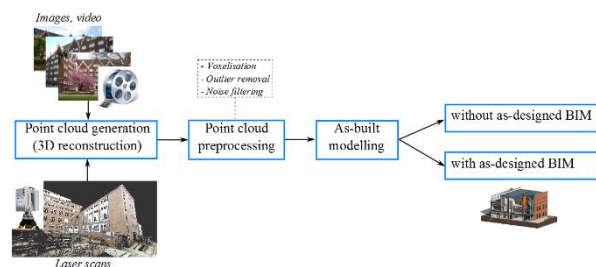 Images, video
- Voxelisation
- Outlier removal
- Noise filtering
Point cloud generation
(3D reconstruction)
Point cloud
preprocessing
As-built
modelling
without as-designed BIM
with as-designed BIM
Laser scans